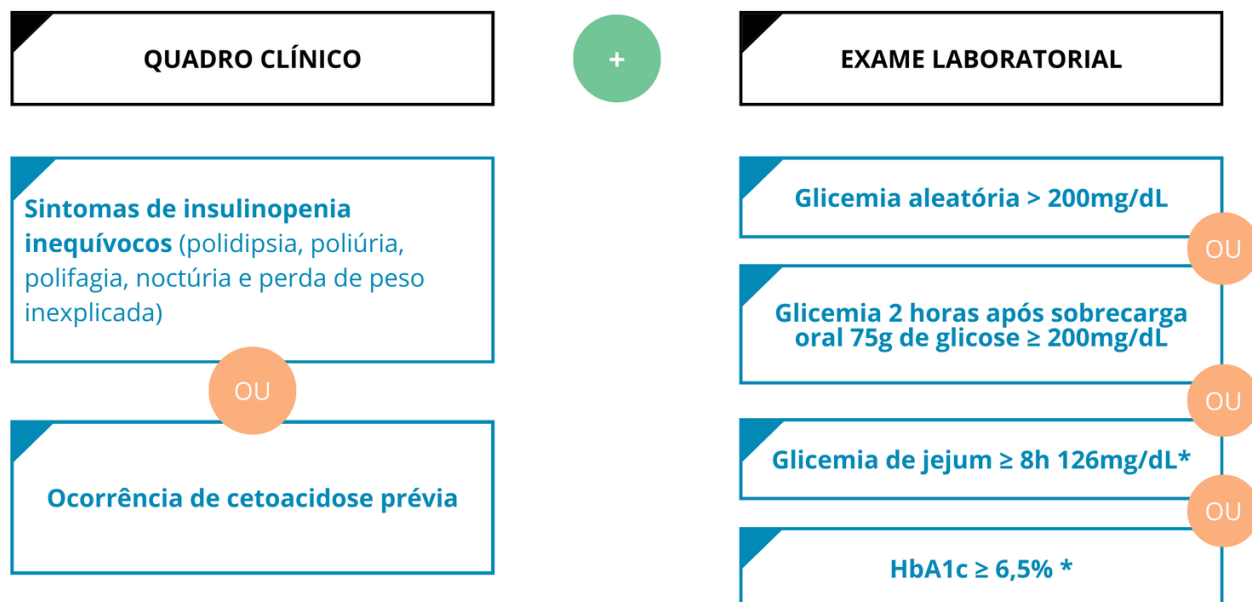 QUADRO CLÍNICO
+
EXAME LABORATORIAL
Sintomas de insulinopenia
inequívocos (polidipsia, poliúria,
polifagia, noctúria e perda de peso
inexplicada)
OU
Ocorrência de cetoacidose prévia
Glicemia aleatória > 200mg/dL
OU
Glicemia 2 horas após sobrecarga
oral 75g de glicose ≥ 200mg/dL
OU
Glicemia de jejum ≥ 8h 126mg/dL*
OU
HbA1c ≥ 6,5% *